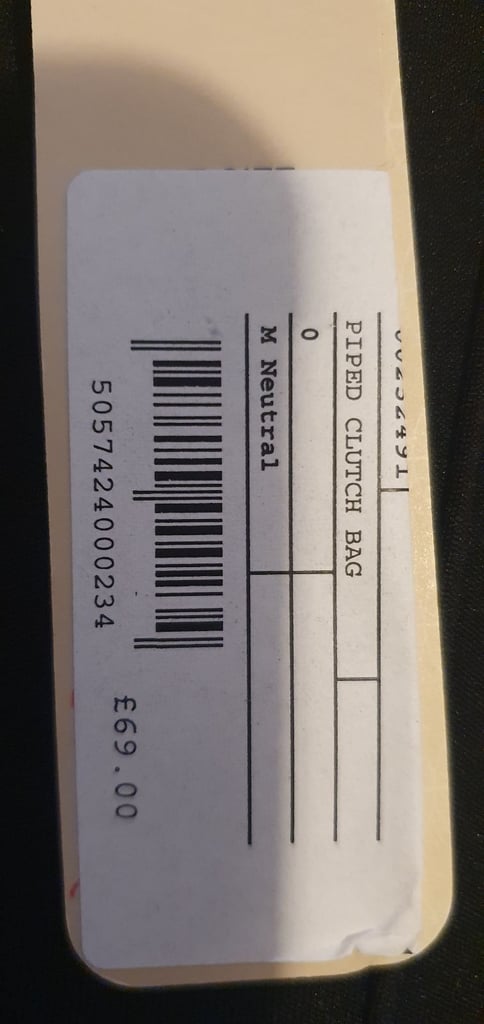 PIPED CLUTCH BAG
0
M Neutral
5057424000234
£69.00